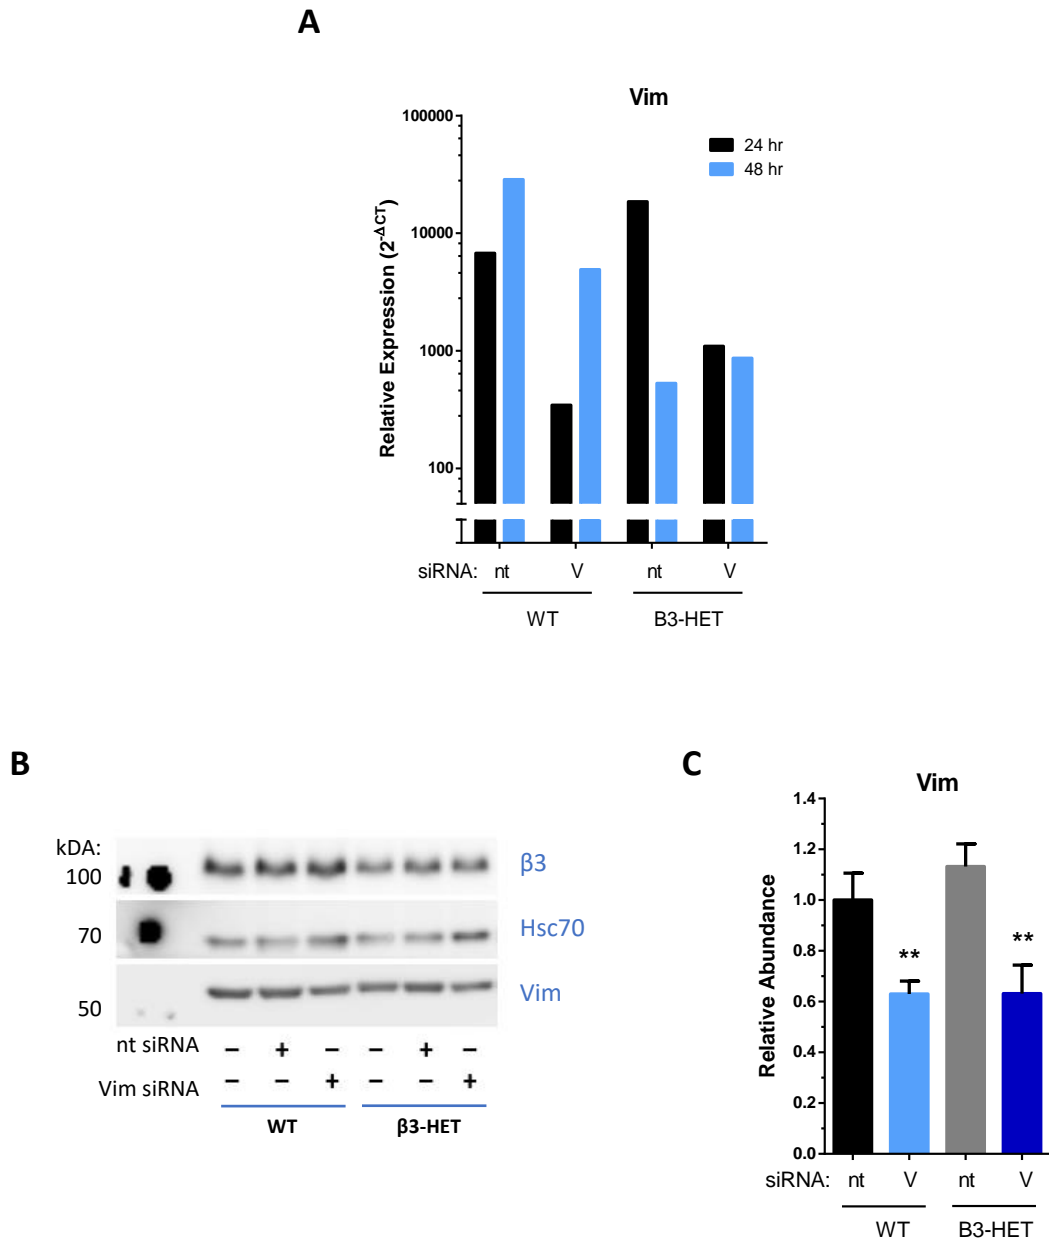 A
Vim
100000
10000
1000
100
Relative Expression (2^-ΔCT)
24 hr
48 hr
siRNA: nt V nt V
WT B3-HET
B
kDA:
100
70
50
β3
Hsc70
Vim
nt siRNA − + − − + −
Vim siRNA − − + − − +
WT β3-HET
C
Vim
1.4
1.2
1.0
0.8
0.6
0.4
0.2
0.0
Relative Abundance
**
**
siRNA: nt V nt V
WT B3-HET